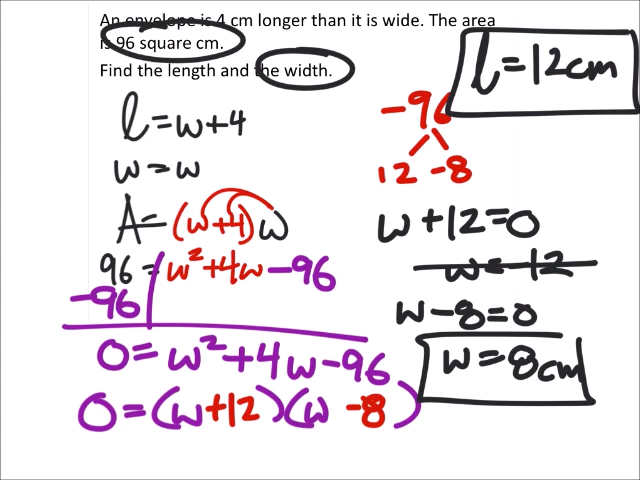 An envelope is 4 cm longer than it is wide. The area
is 96 square cm.
Find the length and the width.
l=12cm
l=w+4
w=w
A=(w+4)w
96=w²+4w-96
-96
0=w²+4w-96
0=(w+12)(w-8)
-96
12 -8
w+12=0
w=-12
w-8=0
w=8cm